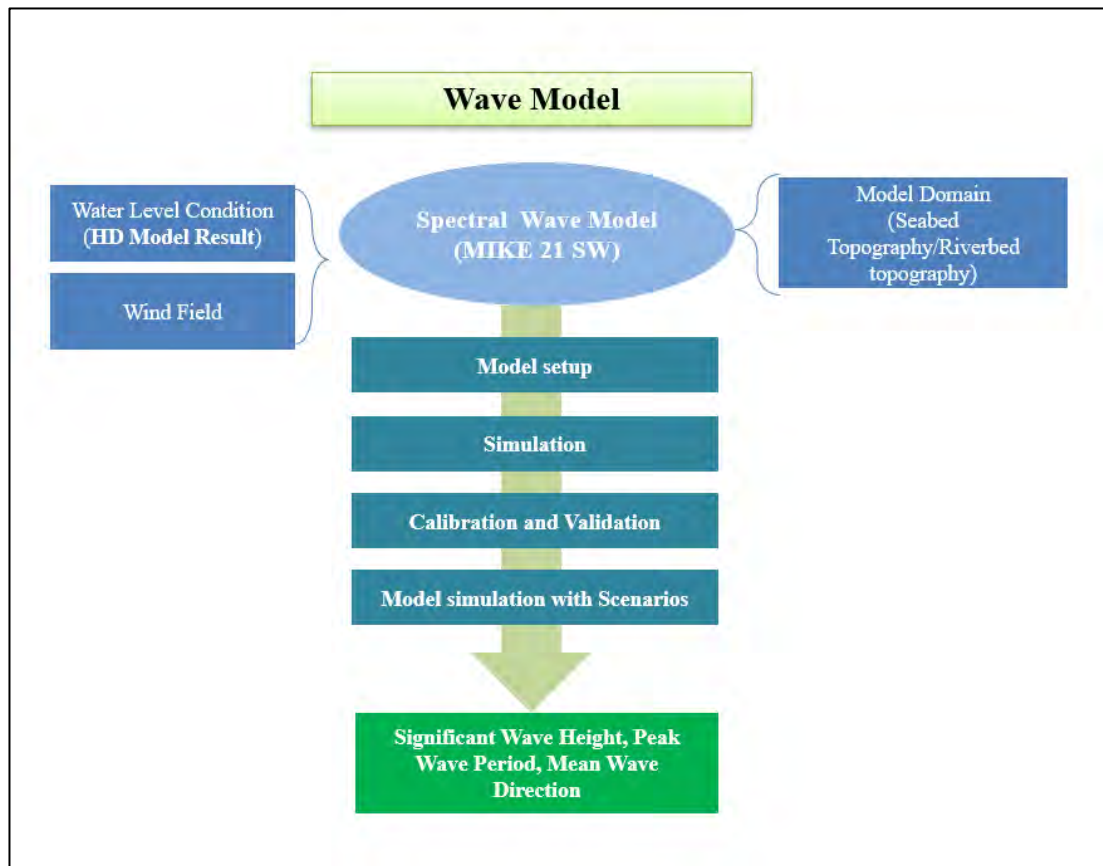 Wave Model
Water Level Condition
(HD Model Result)
Wind Field
Spectral Wave Model
(MIKE 21 SW)
Model Domain
(Seabed
Topography/Riverbed
topography)
Model setup
Simulation
Calibration and Validation
Model simulation with Scenarios
Significant Wave Height, Peak
Wave Period, Mean Wave
Direction